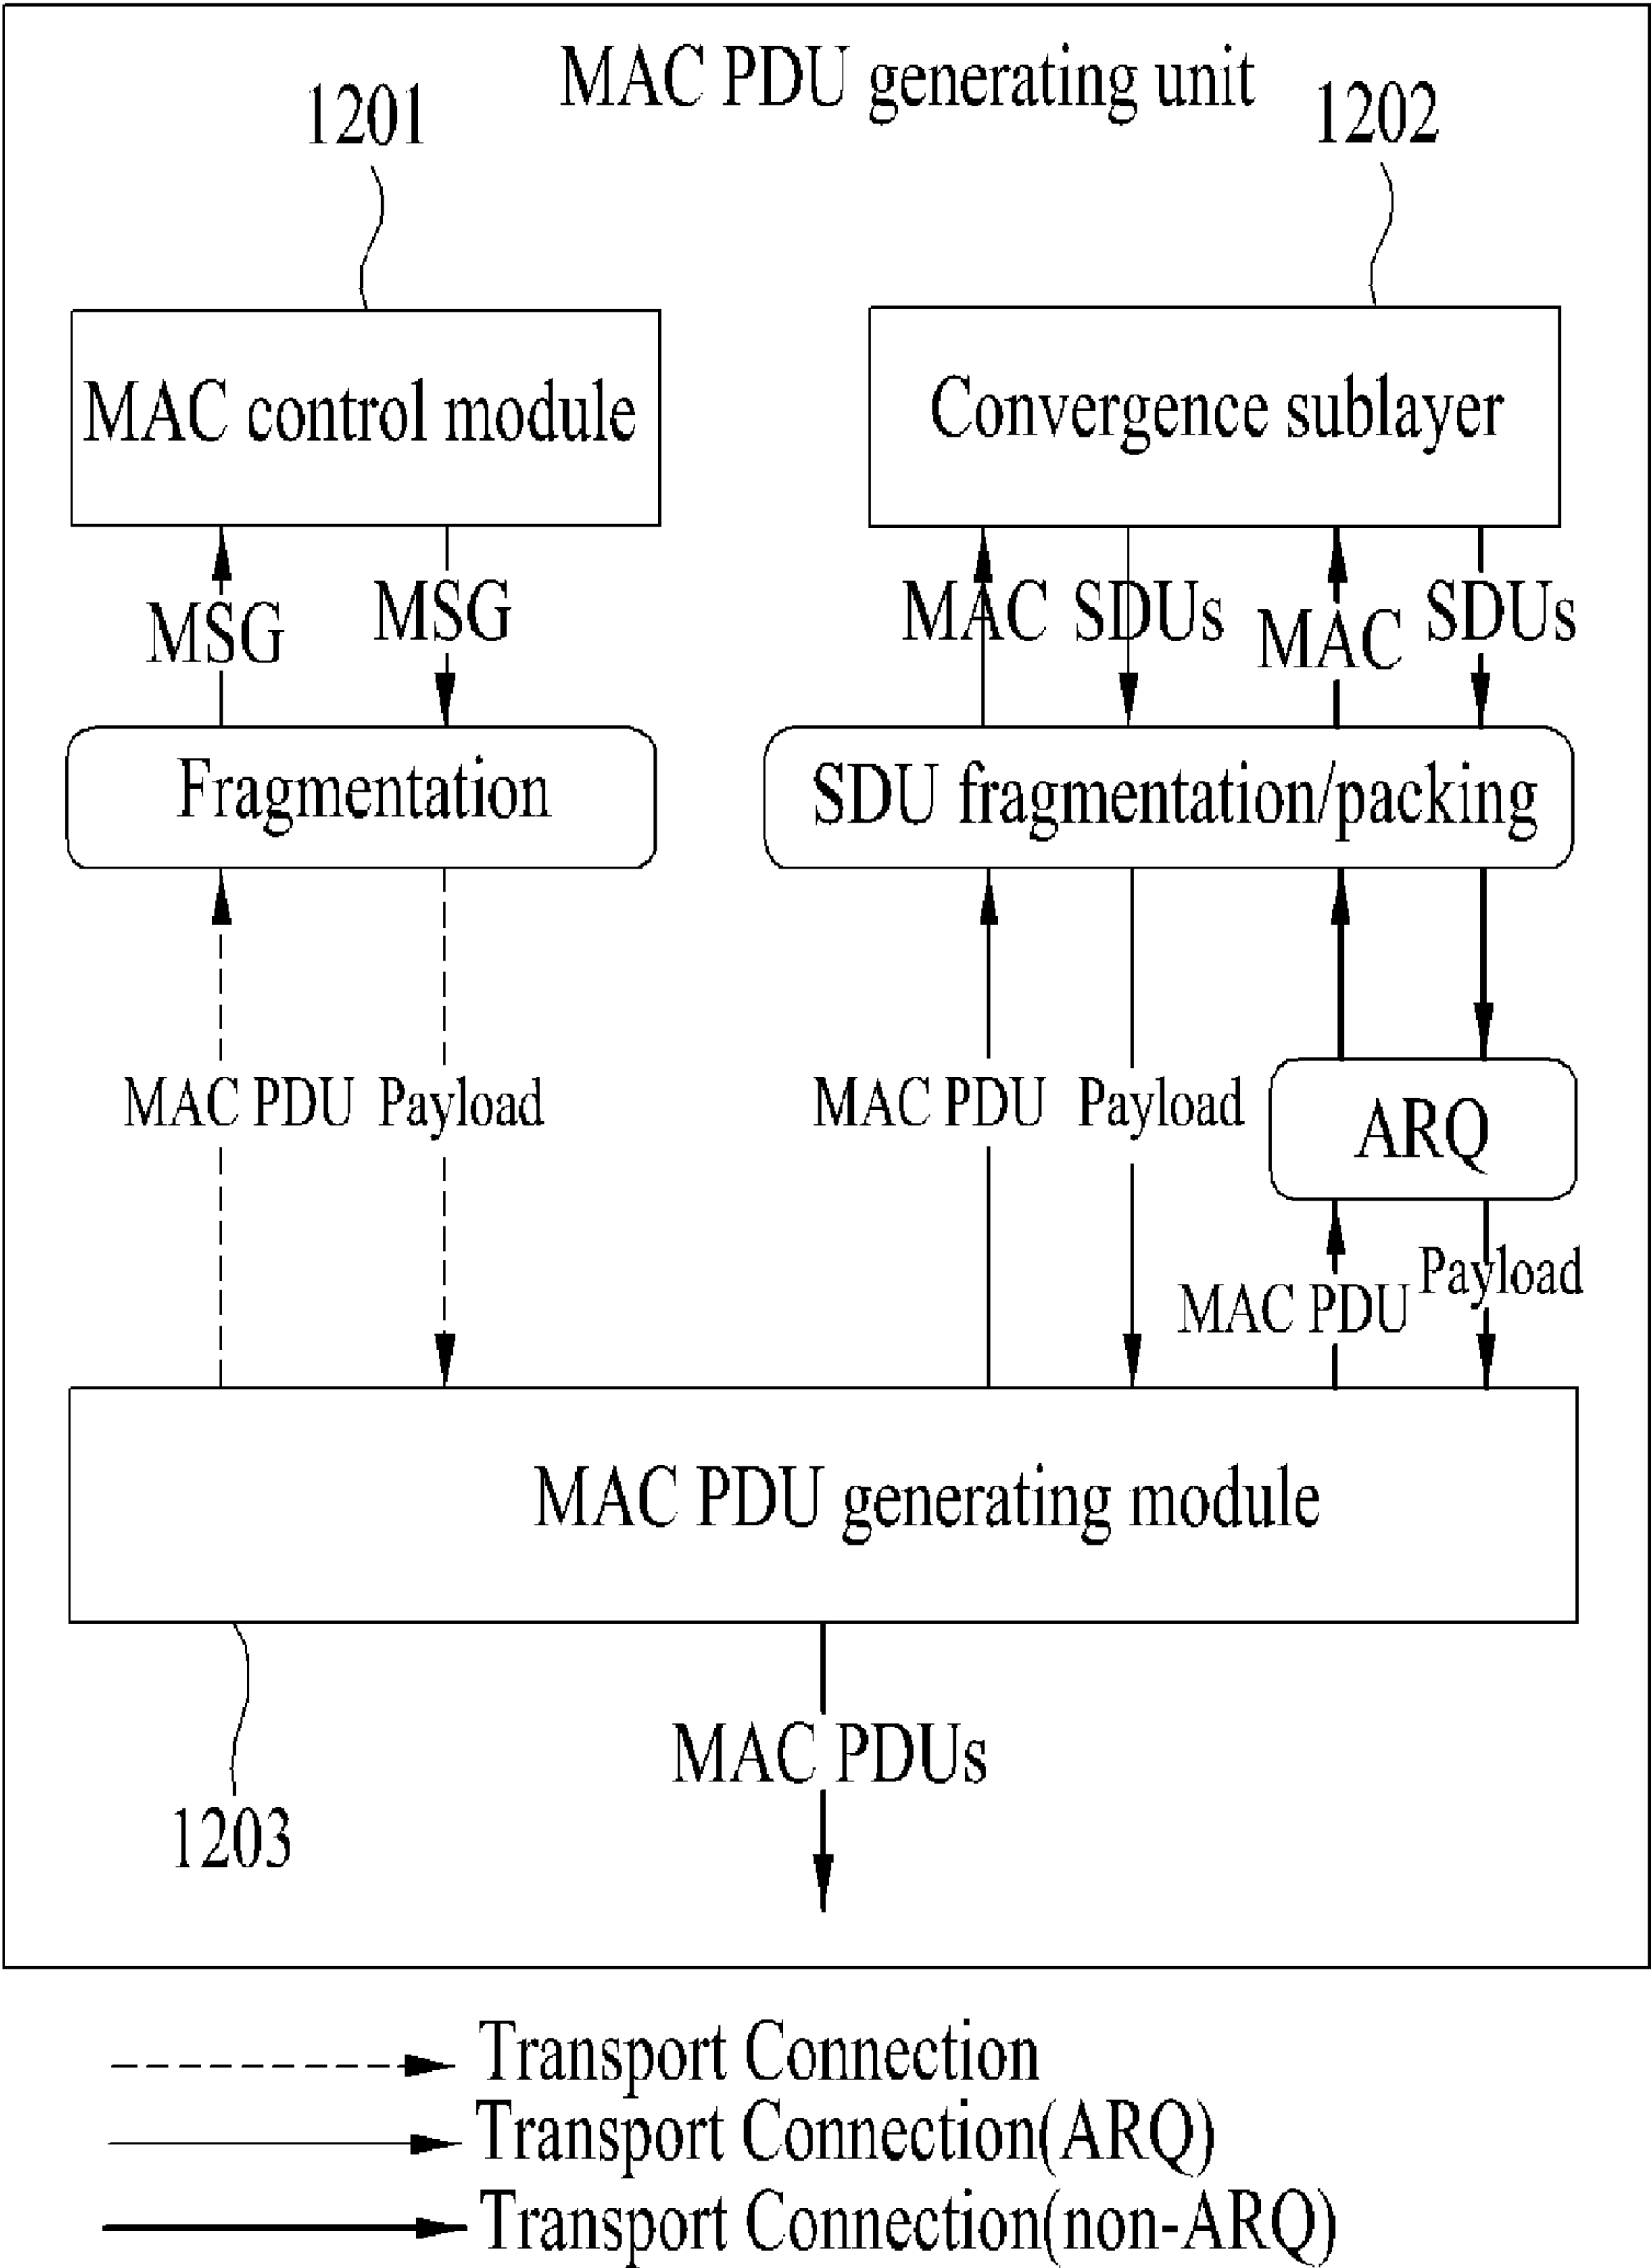 MAC PDU generating unit
1201
1202
MAC control module
Convergence sublayer
MSG
MSG
MAC SDUs
MAC
SDUs
Fragmentation
SDU fragmentation/packing
MAC PDU
Payload
MAC PDU
Payload
ARQ
MAC PDU
Payload
MAC PDU generating module
MAC PDUs
1203
Transport Connection
Transport Connection(ARQ)
Transport Connection(non-ARQ)